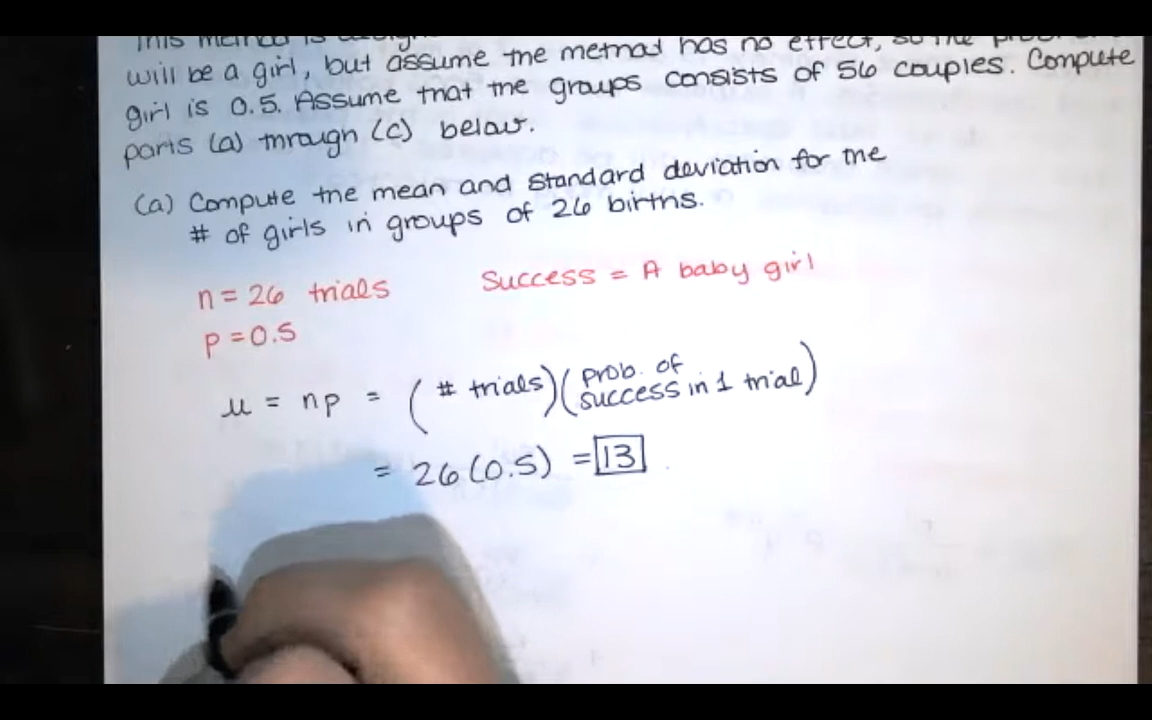 This method is
will be a girl, but assume the method has no effect, so the
girl is 0.5. Assume that the groups consists of 56 couples. Compute
parts (a) through (c) below.
(a) Compute the mean and standard deviation for the
# of girls in groups of 26 births.
n = 26 trials Success = A baby girl
p = 0.5
μ = np = (# trials)(prob. of success in 1 trial)
= 26(0.5) = 13